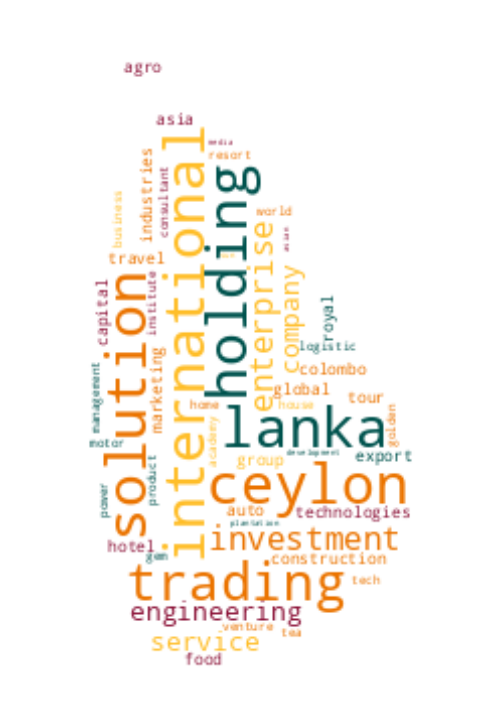 agro
asia
media
international
resort
industries
consultant
holding
business
world
asian
enterprise
travel
company
solution
institute
capital
royal
logistic
marketing
management
colombo
global
tour
home
house
golden
lanka
academy
motor
development
group
export
product
ceylon
power
auto
technologies
plantation
investment
hotel
gem
construction
trading
tech
engineering
venture
tea
service
food